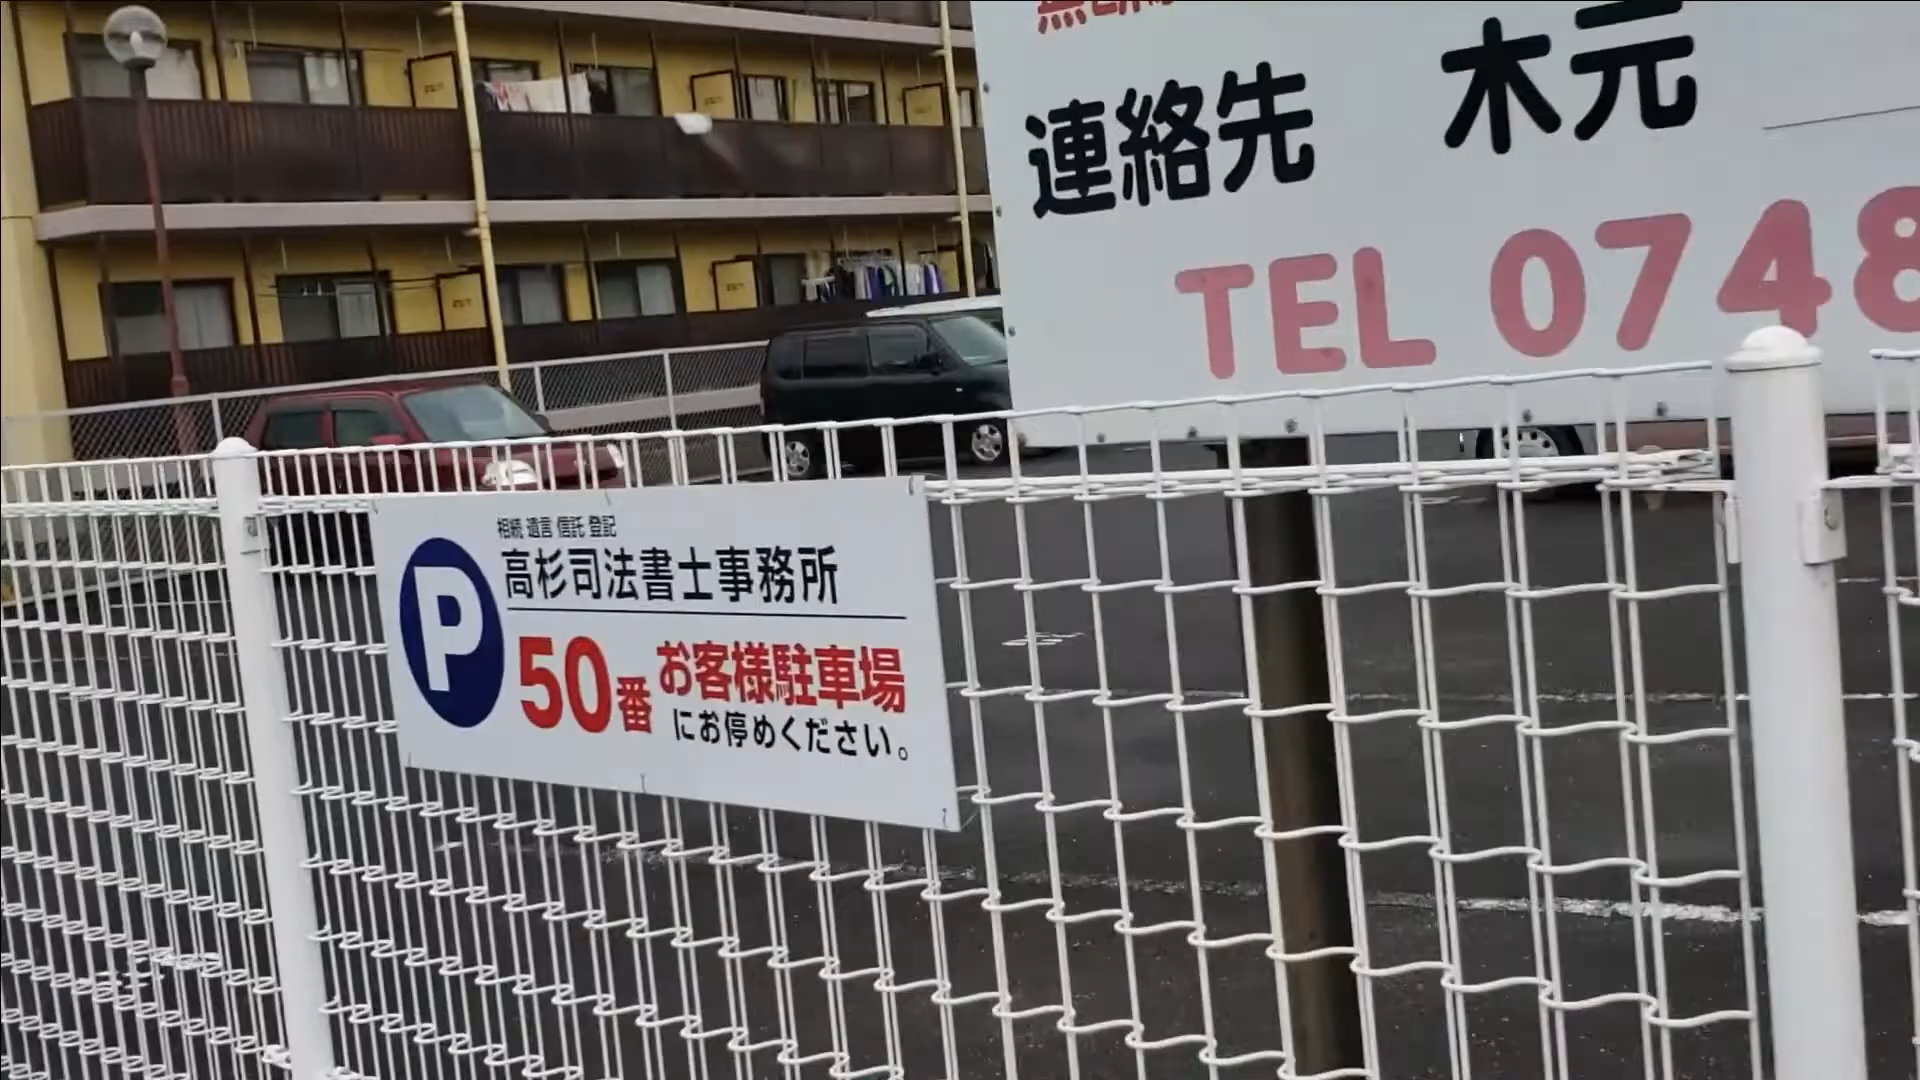 連絡先 木元
TEL 0748
P
相続 遺言 信託 登記
高杉司法書士事務所
50番 お客様駐車場
にお停めください。